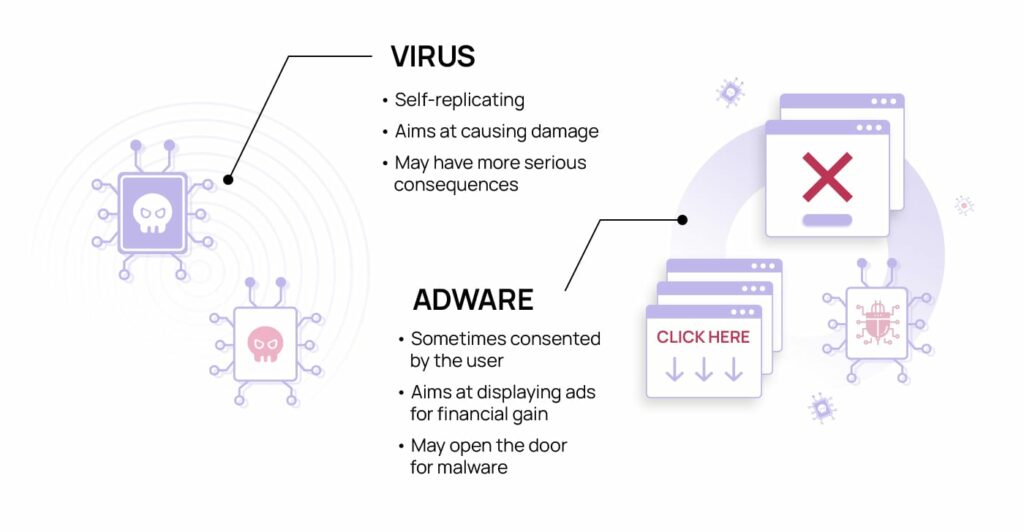 VIRUS
• Self-replicating
• Aims at causing damage
• May have more serious
consequences
ADWARE
• Sometimes consented
by the user
• Aims at displaying ads
for financial gain
• May open the door
for malware
CLICK HERE